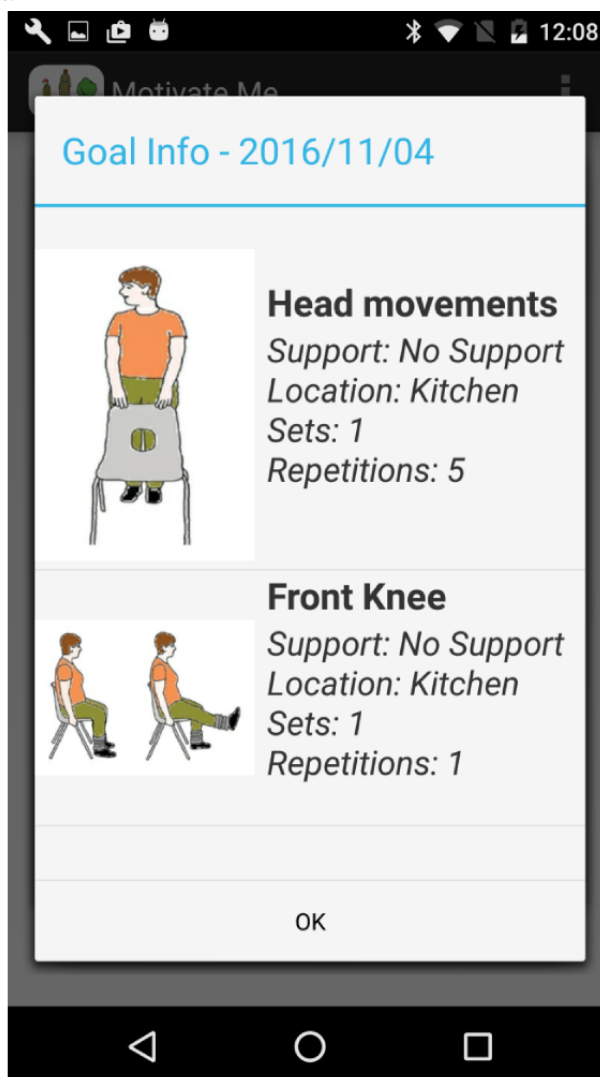 12:08
Motivate Me
Goal Info - 2016/11/04
Head movements
Support: No Support
Location: Kitchen
Sets: 1
Repetitions: 5
Front Knee
Support: No Support
Location: Kitchen
Sets: 1
Repetitions: 1
OK